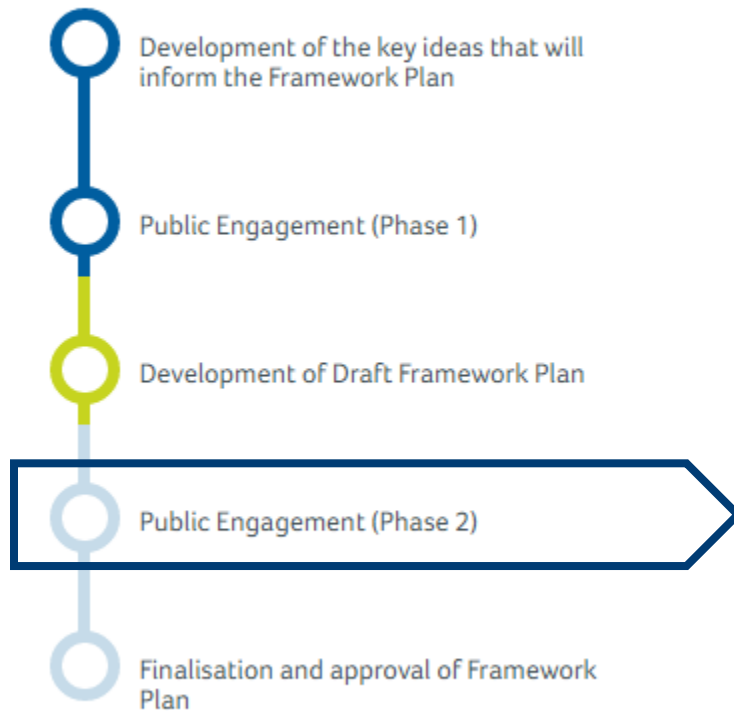 Development of the key ideas that will
inform the Framework Plan
Public Engagement (Phase 1)
Development of Draft Framework Plan
Public Engagement (Phase 2)
Finalisation and approval of Framework
Plan